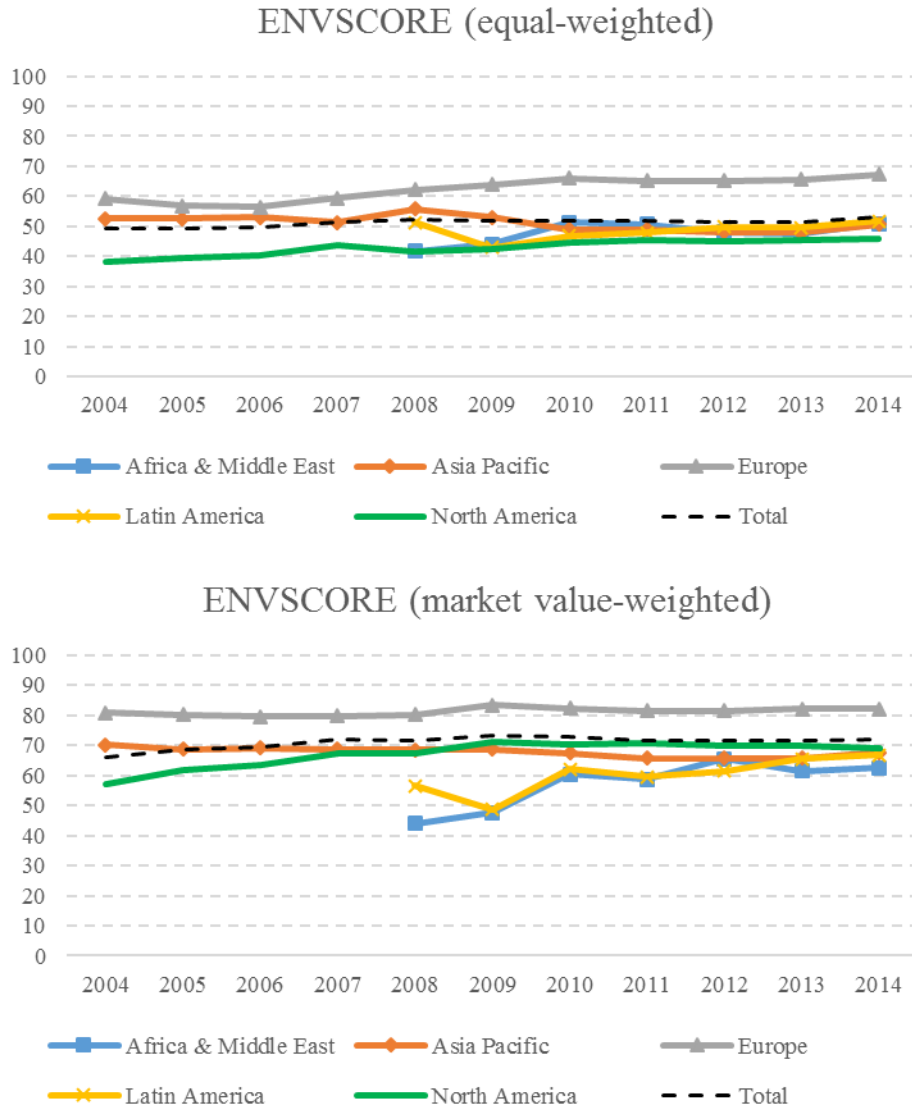 ENVSCORE (equal-weighted)
100
90
80
70
60
50
40
30
20
10
0
2004 2005 2006 2007 2008 2009 2010 2011 2012 2013 2014
Africa & Middle East Asia Pacific Europe
Latin America North America Total
ENVSCORE (market value-weighted)
100
90
80
70
60
50
40
30
20
10
0
2004 2005 2006 2007 2008 2009 2010 2011 2012 2013 2014
Africa & Middle East Asia Pacific Europe
Latin America North America Total